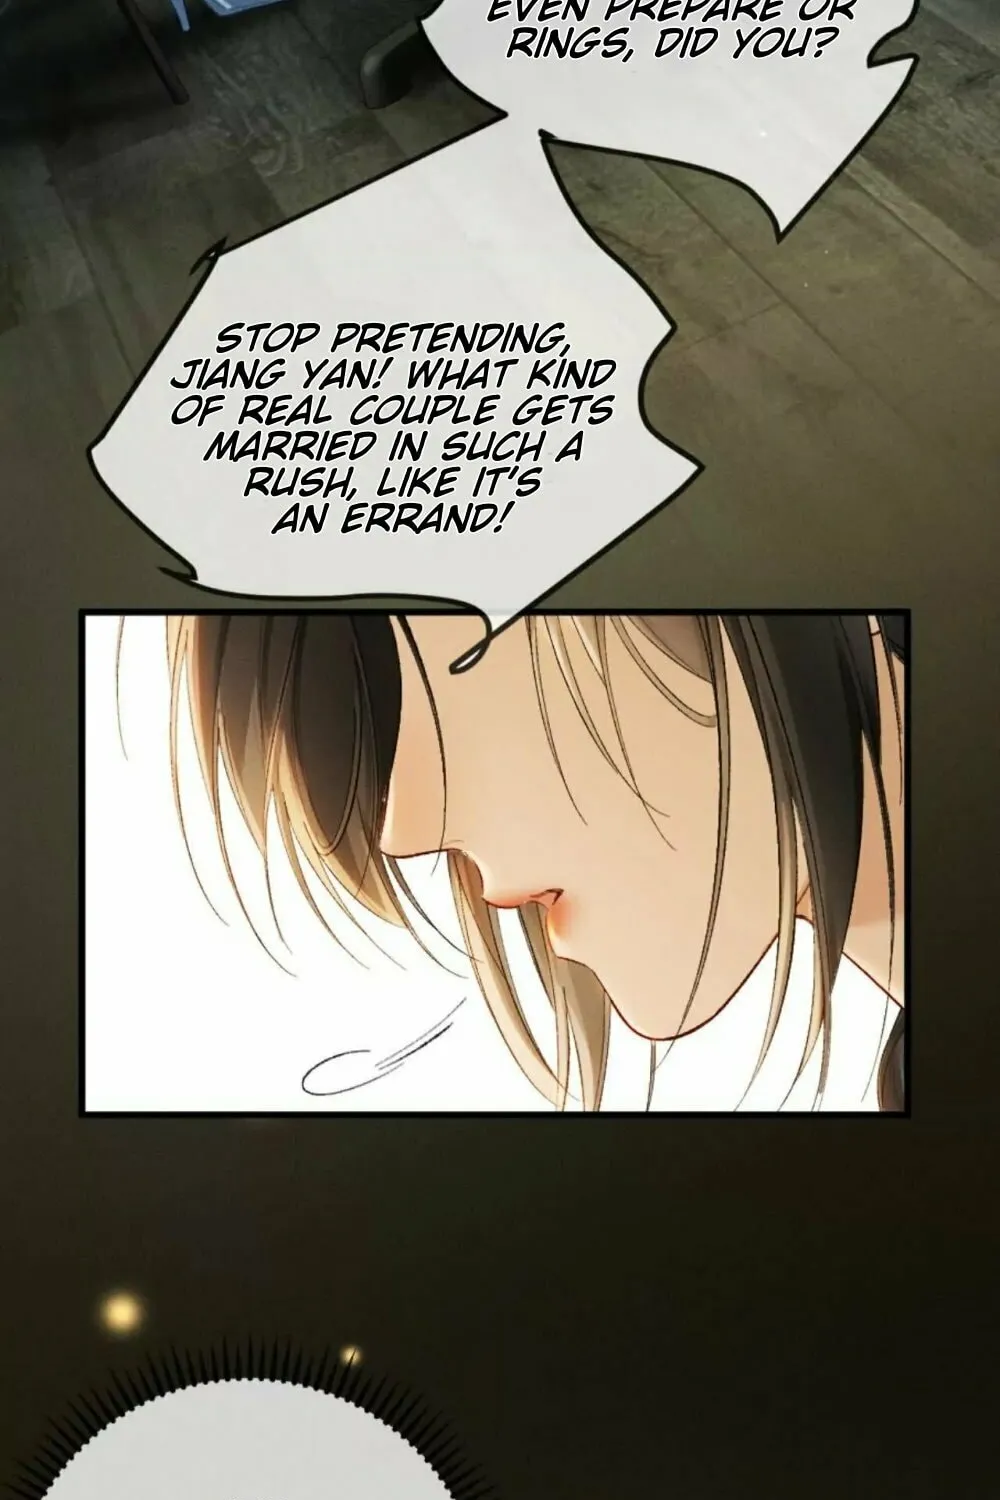 EVEN PREPARE OR
RINGS, DID YOU?
STOP PRETENDING,
JIANG YAN! WHAT KIND
OF REAL COUPLE GETS
MARRIED IN SUCH A
RUSH, LIKE IT'S
AN ERRAND!